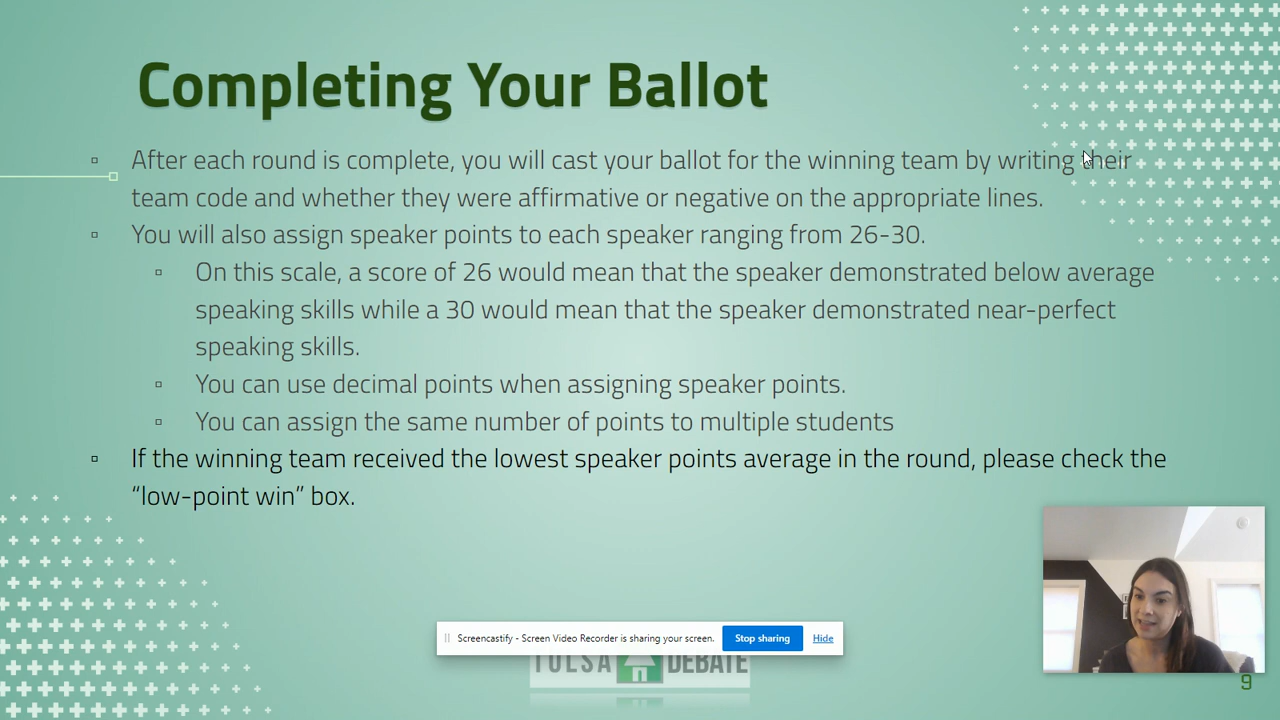 Completing Your Ballot
After each round is complete, you will cast your ballot for the winning team by writing their
team code and whether they were affirmative or negative on the appropriate lines.
You will also assign speaker points to each speaker ranging from 26-30.
On this scale, a score of 26 would mean that the speaker demonstrated below average
speaking skills while a 30 would mean that the speaker demonstrated near-perfect
speaking skills.
You can use decimal points when assigning speaker points.
You can assign the same number of points to multiple students
If the winning team received the lowest speaker points average in the round, please check the
“low-point win” box.
Screencastify - Screen Video Recorder is sharing your screen. Stop sharing Hide
TULSA DEBATE
9